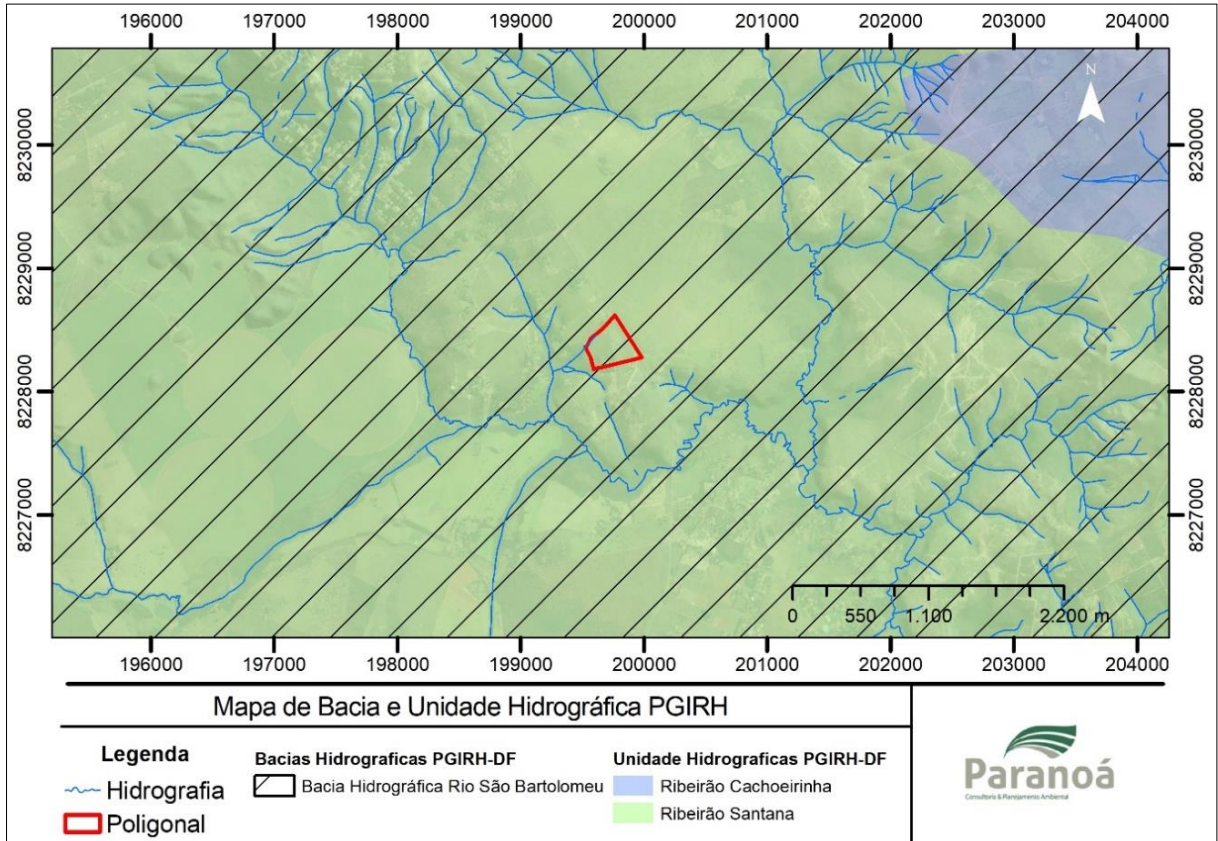 196000 197000 198000 199000 200000 201000 202000 203000 204000
8230000 8230000
8229000 8229000
8228000 8228000
8227000 8227000
N
0 550 1.100 2.200 m
196000 197000 198000 199000 200000 201000 202000 203000 204000
Mapa de Bacia e Unidade Hidrográfica PGIRH
Legenda
Hidrografia
Poligonal
Bacias Hidrograficas PGIRH-DF
Bacia Hidrográfica Rio São Bartolomeu
Unidade Hidrograficas PGIRH-DF
Ribeirão Cachoeirinha
Ribeirão Santana
Paranoá
Consultoria & Planejamento Ambiental